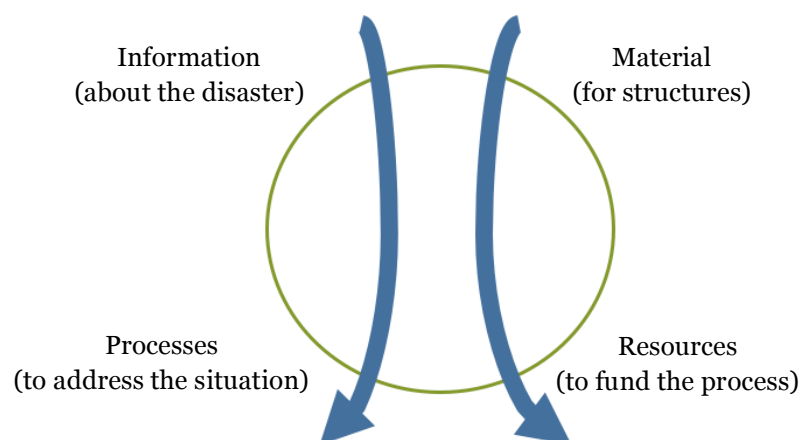 Information
(about the disaster)
Material
(for structures)
Processes
(to address the situation)
Resources
(to fund the process)